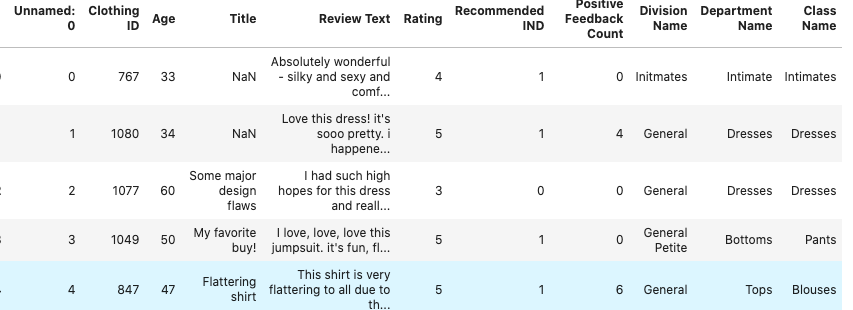 Unnamed: 0 Clothing ID Age Title Review Text Rating Recommended IND Positive Feedback Count Division Name Department Name Class Name
0 767 33 NaN Absolutely wonderful - silky and sexy and comf... 4 1 0 Initmates Intimate Intimates
1 1080 34 NaN Love this dress! it's sooo pretty. i happene... 5 1 4 General Dresses Dresses
2 1077 60 Some major design flaws I had such high hopes for this dress and reall... 3 0 0 General Dresses Dresses
3 1049 50 My favorite buy! I love, love, love this jumpsuit. it's fun, fl... 5 1 0 General Petite Bottoms Pants
4 847 47 Flattering shirt This shirt is very flattering to all due to th... 5 1 6 General Tops Blouses